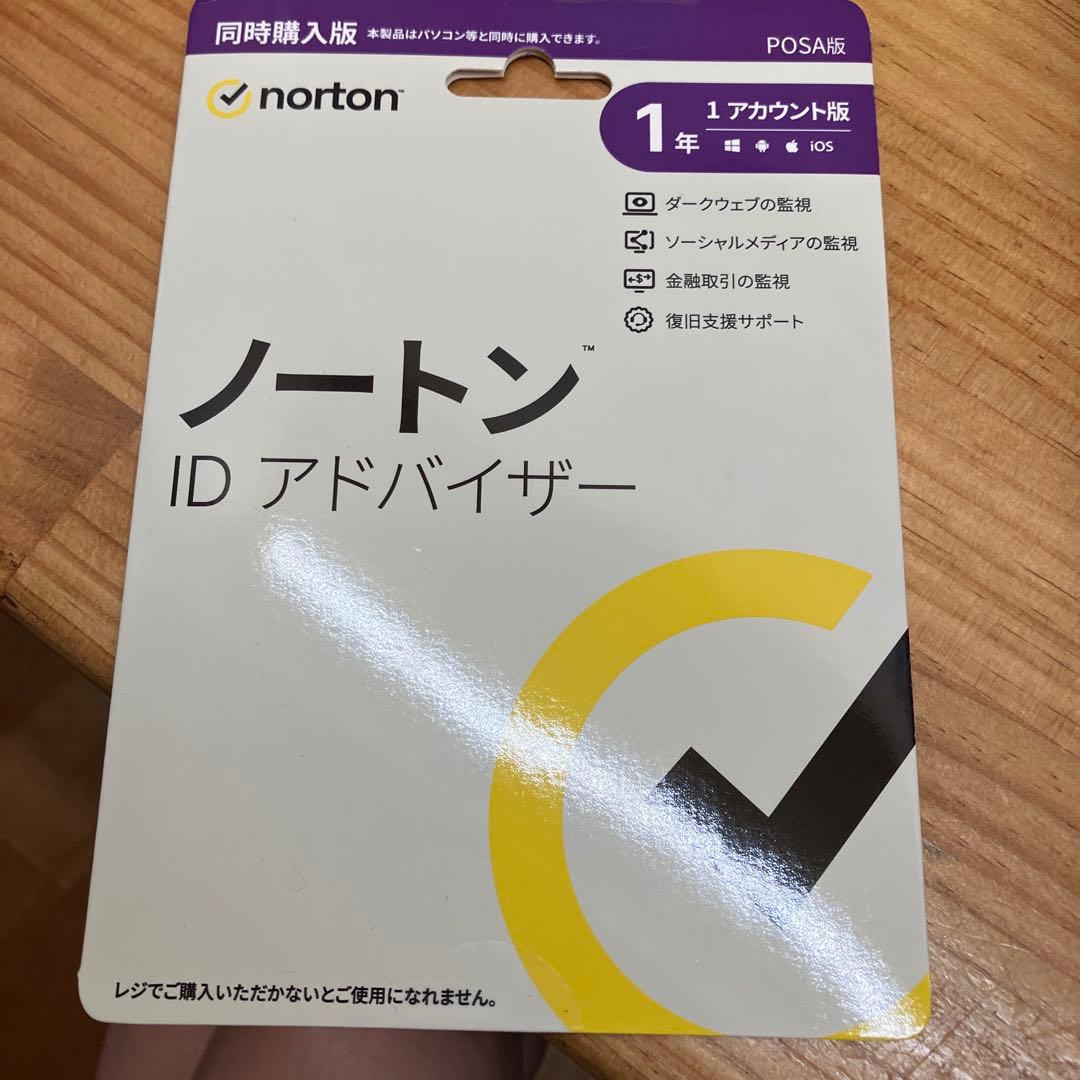 同時購入版 本製品はパソコン等と同時に購入できます。
POSA版
norton™
1年
1 アカウント版
iOS
ダークウェブの監視
ソーシャルメディアの監視
金融取引の監視
復旧支援サポート
ノートン™
ID アドバイザー
レジでご購入いただかないとご使用になれません。